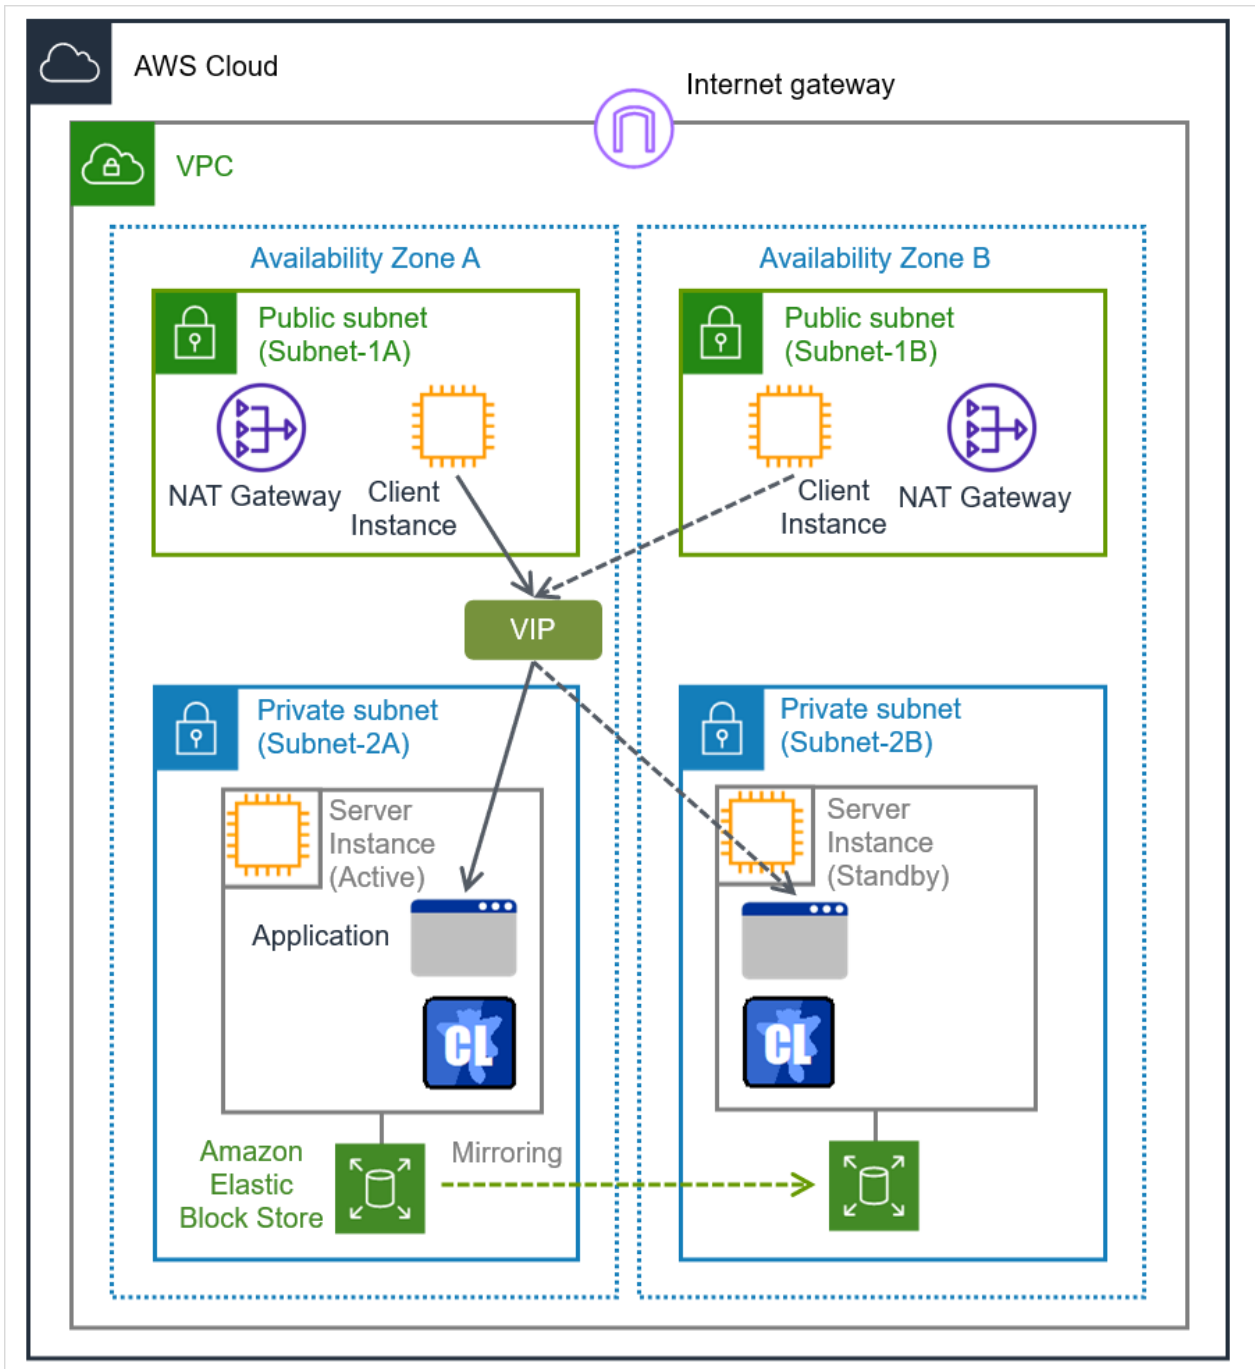 AWS Cloud
Internet gateway
VPC
Availability Zone A
Availability Zone B
Public subnet
(Subnet-1A)
Public subnet
(Subnet-1B)
NAT Gateway
Client
Instance
Client
Instance
NAT Gateway
VIP
Private subnet
(Subnet-2A)
Private subnet
(Subnet-2B)
Server
Instance
(Active)
Server
Instance
(Standby)
Application
CL
CL
Amazon
Elastic
Block Store
Mirroring